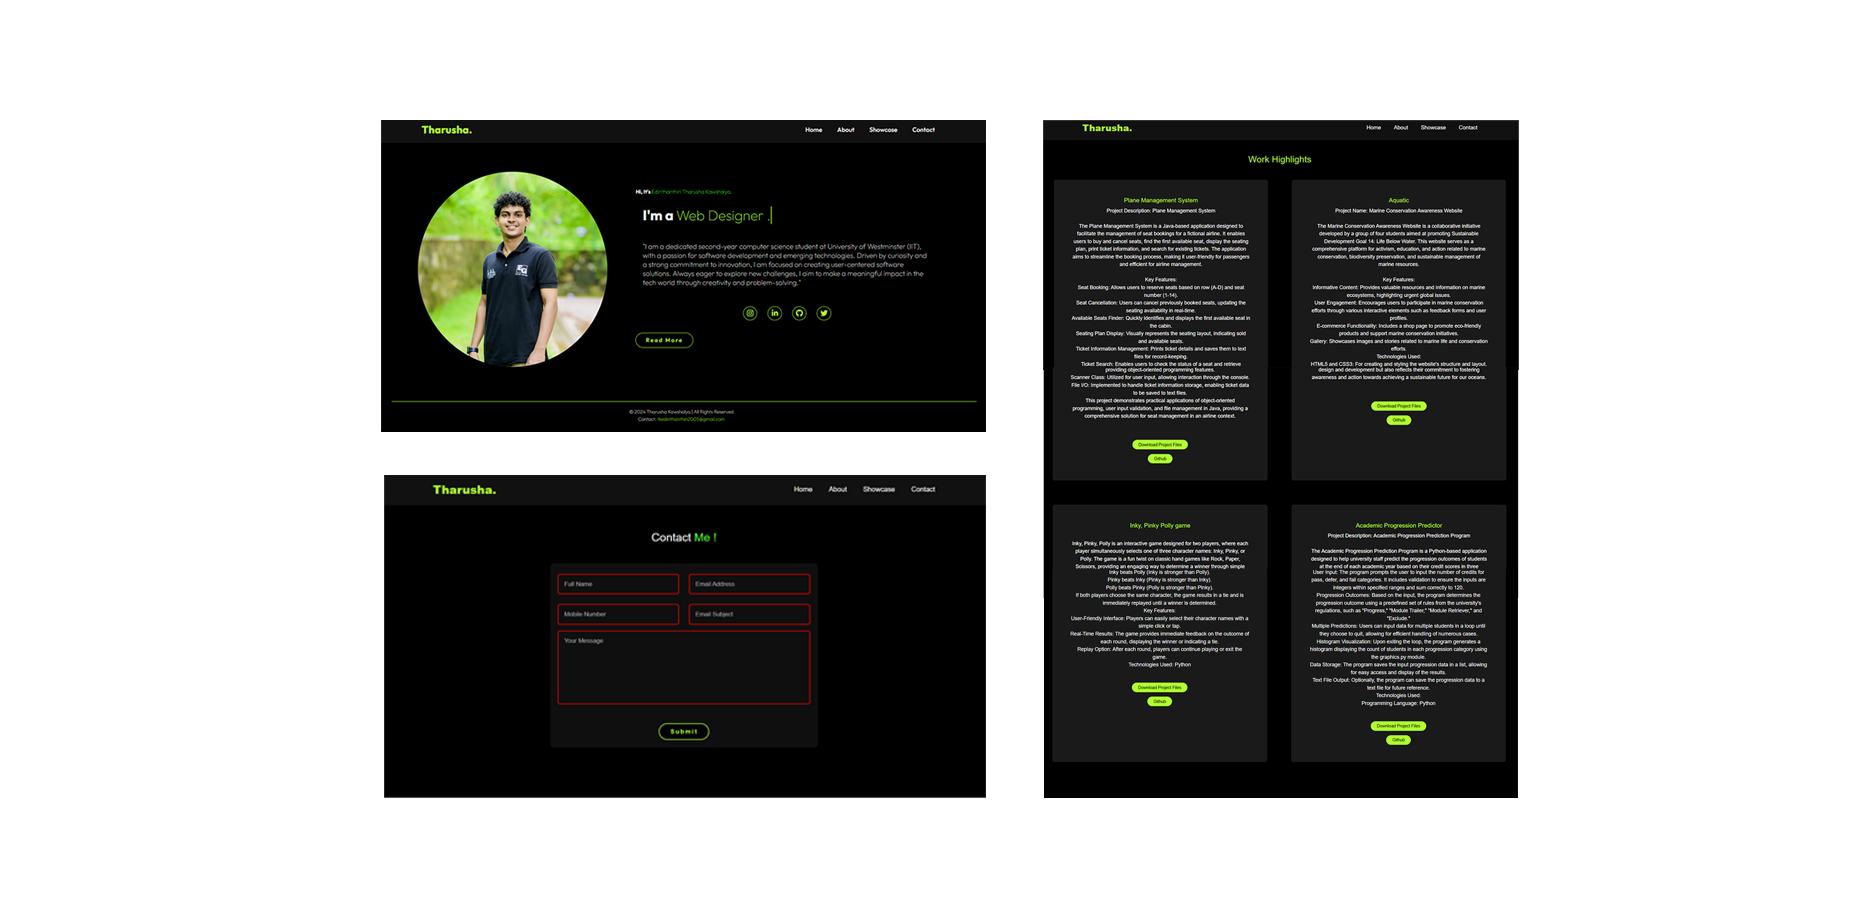 Tharusha.
Home About Showcase Contact
Hi, It's Edirithanthiri Tharusha Kawshalya.
I'm a Web Designer .
"I am a dedicated second-year computer science student at University of Westminster (IIT),
with a passion for software development and emerging technologies. Driven by curiosity and
a strong commitment to innovation, I am focused on creating user-centered software
solutions. Always eager to explore new challenges, I aim to make a meaningful impact in the
tech world through creativity and problem-solving."
Read More
© 2024 Tharusha Kawshalya | All Rights Reserved
Contact:
Tharusha.
Home About Showcase Contact
Contact Me !
Full Name Email Address
Mobile Number Email Subject
Your Message
Submit
Tharusha.
Home About Showcase Contact
Work Highlights
Plane Management System
Project Description: Plane Management System
The Plane Management System is a Java-based application designed to
facilitate the management of seat bookings for a fictional airline. It enables
users to buy and cancel seats, find the first available seat, display the seating
plan, print ticket information, and search for existing tickets. The application
aims to streamline the booking process, making it user-friendly for passengers
and efficient for airline management.
Key Features:
Seat Booking: Allows users to reserve seats based on row (A-D) and seat
number (1-14).
Seat Cancellation: Users can cancel previously booked seats, updating the
seating availability in real-time.
Available Seats Finder: Quickly identifies and displays the first available seat in
the cabin.
Seating Plan Display: Visually represents the seating layout, indicating sold
and available seats.
Ticket Information Management: Prints ticket details and saves them to text
files for record-keeping.
Ticket Search: Enables users to check the status of a seat and retrieve
providing object-oriented programming features.
Scanner Class: Utilized for user input, allowing interaction through the console.
File I/O: Implemented to handle ticket information storage, enabling ticket data
to be saved to text files.
This project demonstrates practical applications of object-oriented
programming, user input validation, and file management in Java, providing a
comprehensive solution for seat management in an airline context.
Download Project Files
Github
Aquatic
Project Name: Marine Conservation Awareness Website
The Marine Conservation Awareness Website is a collaborative initiative
developed by a group of four students aimed at promoting Sustainable
Development Goal 14: Life Below Water. This website serves as a
comprehensive platform for activism, education, and action related to marine
conservation, biodiversity preservation, and sustainable management of
marine resources.
Key Features:
Informative Content: Provides valuable resources and information on marine
ecosystems, highlighting urgent global issues.
User Engagement: Encourages users to participate in marine conservation
efforts through various interactive elements such as feedback forms and user
profiles.
E-commerce Functionality: Includes a shop page to promote eco-friendly
products and support marine conservation initiatives.
Gallery: Showcases images and stories related to marine life and conservation
efforts.
Technologies Used:
HTML5 and CSS3: For creating and styling the website's structure and layout.
design and development but also reflects their commitment to fostering
awareness and action towards achieving a sustainable future for our oceans.
Download Project Files
Github
Inky, Pinky Polly game
Inky, Pinky, Polly is an interactive game designed for two players, where each
player simultaneously selects one of three character names: Inky, Pinky, or
Polly. The game is a fun twist on classic hand games like Rock, Paper,
Scissors, providing an engaging way to determine a winner through simple
Inky beats Polly (Inky is stronger than Polly).
Pinky beats Inky (Pinky is stronger than Inky).
Polly beats Pinky (Polly is stronger than Pinky).
If both players choose the same character, the game results in a tie and is
immediately replayed until a winner is determined.
Key Features:
User-Friendly Interface: Players can easily select their character names with a
simple click or tap.
Real-Time Results: The game provides immediate feedback on the outcome of
each round, displaying the winner or indicating a tie.
Replay Option: After each round, players can continue playing or exit the
game.
Technologies Used: Python
Download Project Files
Github
Academic Progression Predictor
Project Description: Academic Progression Prediction Program
The Academic Progression Prediction Program is a Python-based application
designed to help university staff predict the progression outcomes of students
at the end of each academic year based on their credit scores in three
User Input: The program prompts the user to input the number of credits for
pass, defer, and fail categories. It includes validation to ensure the inputs are
integers within specified ranges and sum correctly to 120.
Progression Outcomes: Based on the input, the program determines the
progression outcome using a predefined set of rules from the university's
regulations, such as "Progress," "Module Trailer," "Module Retriever," and
"Exclude."
Multiple Predictions: Users can input data for multiple students in a loop until
they choose to quit, allowing for efficient handling of numerous cases.
Histogram Visualization: Upon exiting the loop, the program generates a
histogram displaying the count of students in each progression category using
the graphics.py module.
Data Storage: The program saves the input progression data in a list, allowing
for easy access and display of the results.
Text File Output: Optionally, the program can save the progression data to a
text file for future reference.
Technologies Used:
Programming Language: Python
Download Project Files
Github